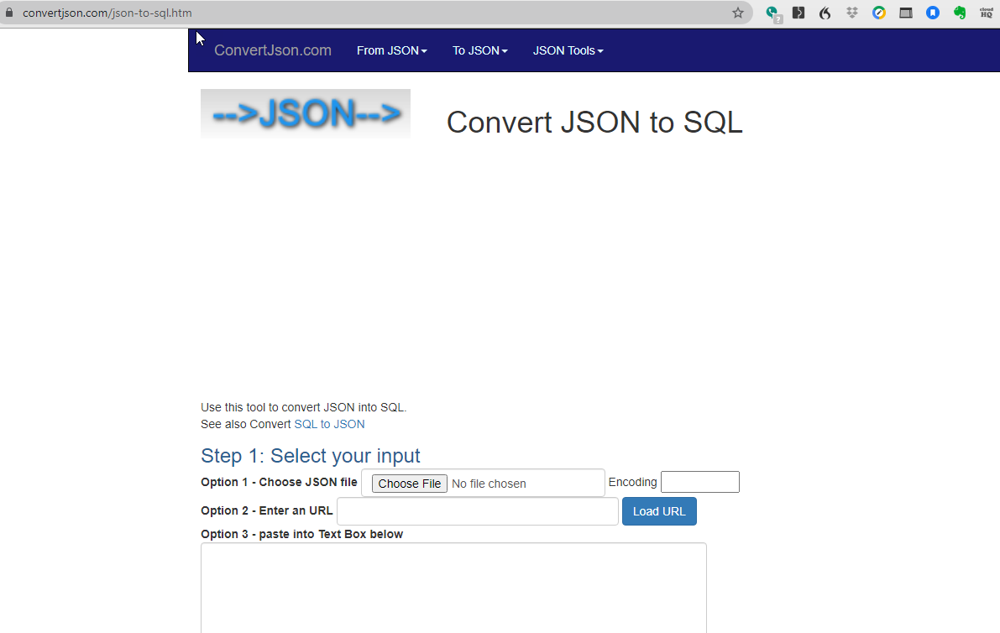 convertjson.com/json-to-sql.htm
?
cloud
HQ
ConvertJson.com From JSON To JSON JSON Tools
-->JSON-->
Convert JSON to SQL
Use this tool to convert JSON into SQL.
See also Convert SQL to JSON
Step 1: Select your input
Option 1 - Choose JSON file Choose File No file chosen Encoding
Option 2 - Enter an URL Load URL
Option 3 - paste into Text Box below